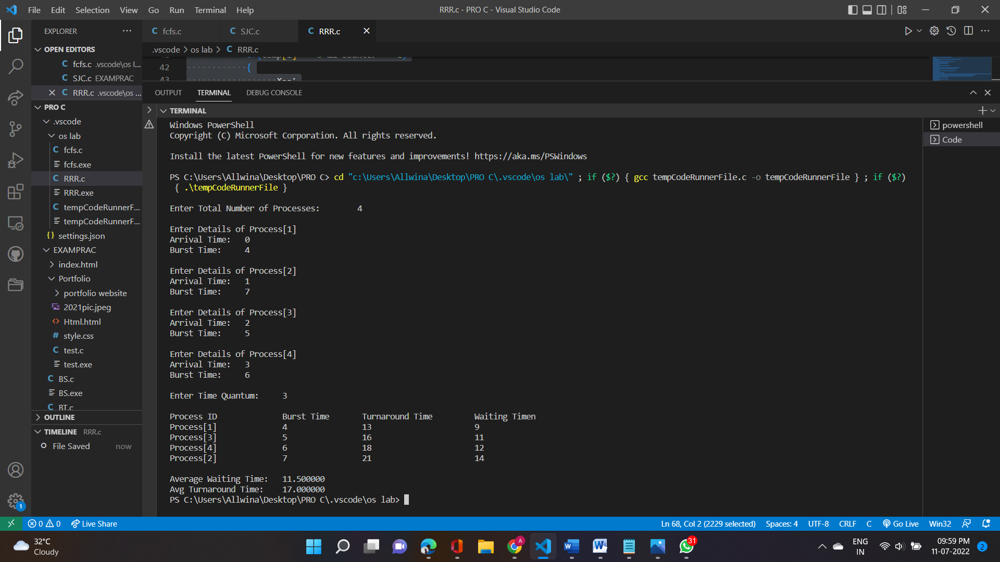 File Edit Selection View Go Run Terminal Help
RRR.c - PRO C - Visual Studio Code
EXPLORER
OPEN EDITORS
fcfs.c .vscode\os l...
SJC.c EXAMPRAC
RRR.c .vscode\os ...
PRO C
.vscode
os lab
fcfs.c
fcfs.exe
RRR.c
RRR.exe
tempCodeRunnerF...
tempCodeRunnerF...
settings.json
EXAMPRAC
index.html
Portfolio
portfolio website
2021pic.jpeg
Html.html
style.css
test.c
test.exe
BS.c
BS.exe
BT.c
OUTLINE
TIMELINE RRR.c
File Saved now
fcfs.c SJC.c RRR.c
.vscode > os lab > RRR.c
42 {
43 x--;
OUTPUT TERMINAL DEBUG CONSOLE
TERMINAL
powershell
Code
Windows PowerShell
Copyright (C) Microsoft Corporation. All rights reserved.
Install the latest PowerShell for new features and improvements! https://aka.ms/PSWindows
PS C:\Users\Allwina\Desktop\PRO C> cd "c:\Users\Allwina\Desktop\PRO C\.vscode\os lab\" ; if ($?) { gcc tempCodeRunnerFile.c -o tempCodeRunnerFile } ; if ($?)
{ .\tempCodeRunnerFile }
Enter Total Number of Processes: 4
Enter Details of Process[1]
Arrival Time: 0
Burst Time: 4
Enter Details of Process[2]
Arrival Time: 1
Burst Time: 7
Enter Details of Process[3]
Arrival Time: 2
Burst Time: 5
Enter Details of Process[4]
Arrival Time: 3
Burst Time: 6
Enter Time Quantum: 3
Process ID Burst Time Turnaround Time Waiting Timen
Process[1] 4 13 9
Process[3] 5 16 11
Process[4] 6 18 12
Process[2] 7 21 14
Average Waiting Time: 11.500000
Avg Turnaround Time: 17.000000
PS C:\Users\Allwina\Desktop\PRO C\.vscode\os lab>
1
0 0 Live Share
Ln 68, Col 2 (2229 selected) Spaces: 4 UTF-8 CRLF C Go Live Win32
32°C
Cloudy
A
31
ENG
IN
09:59 PM
11-07-2022
2